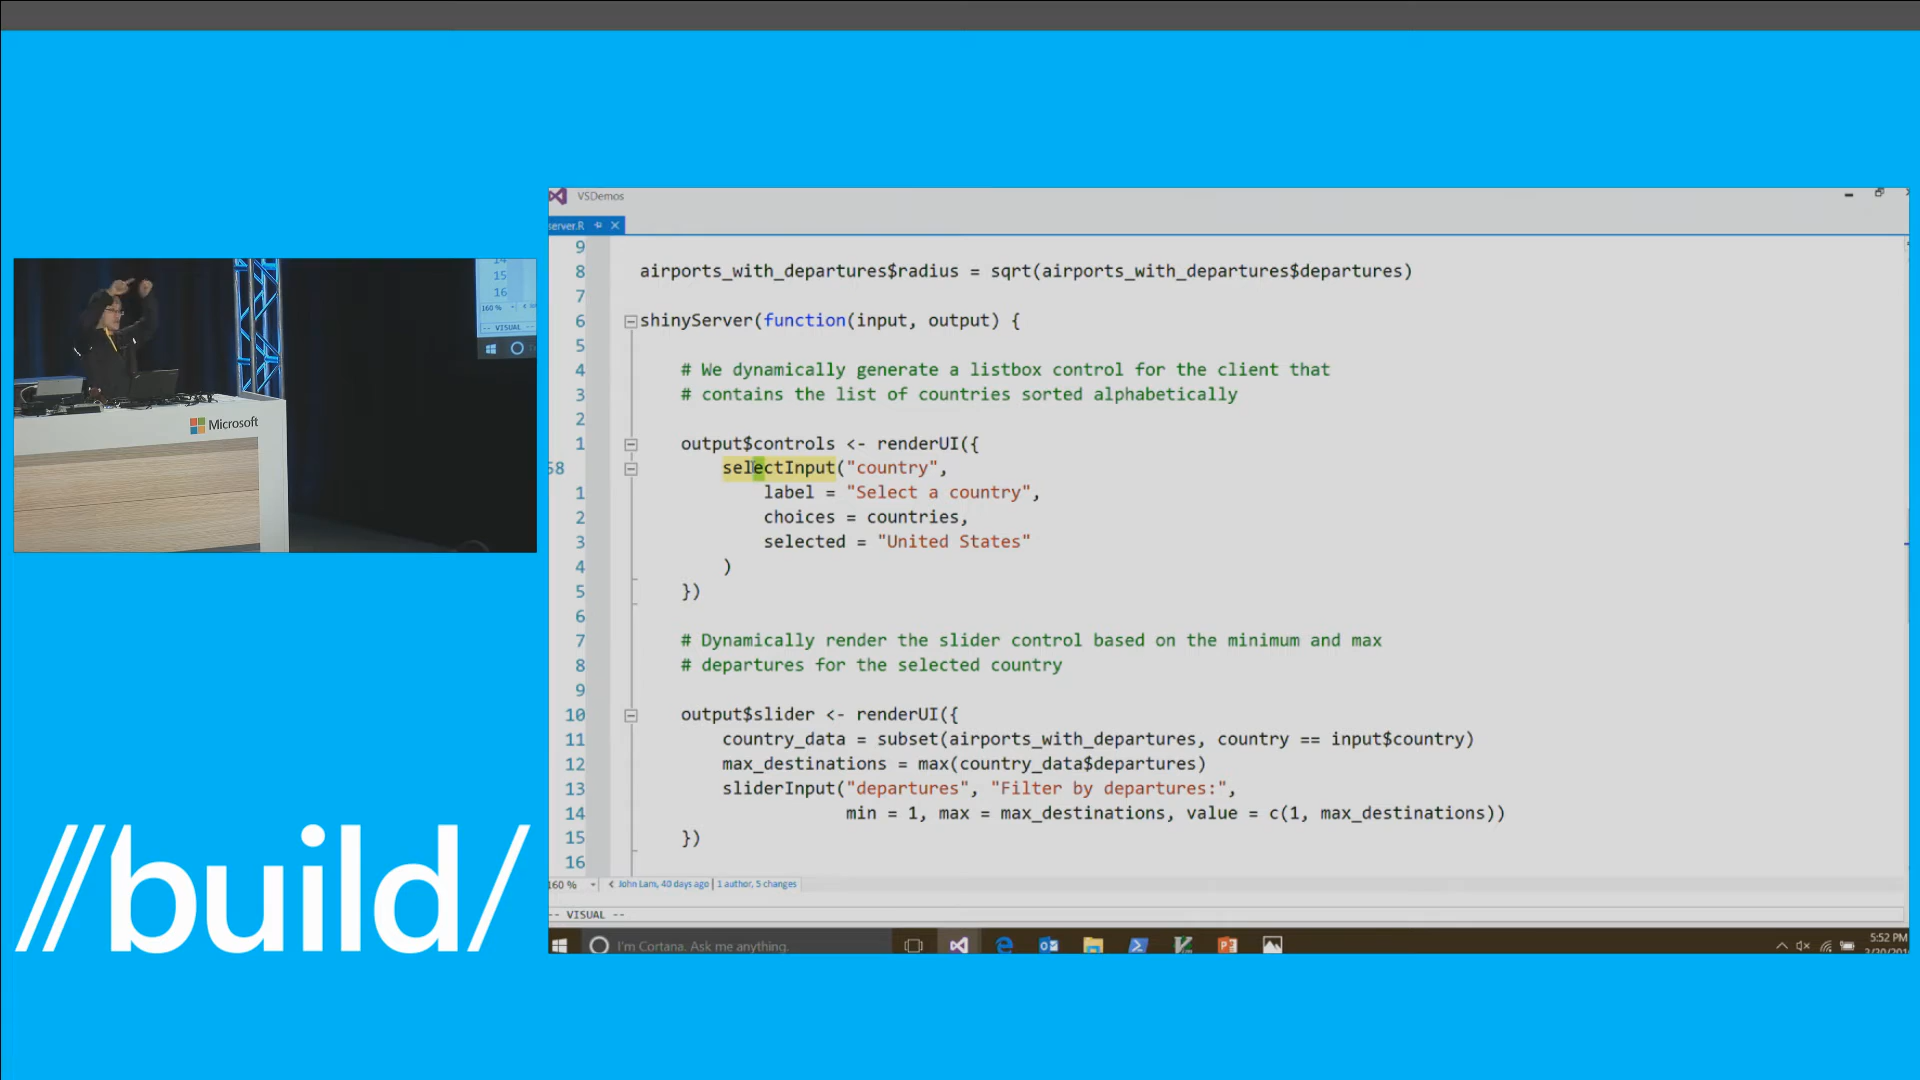 VSDemos
server.R
9
8 airports_with_departures$radius = sqrt(airports_with_departures$departures)
7
6 shinyServer(function(input, output) {
5
4 # We dynamically generate a listbox control for the client that
3 # contains the list of countries sorted alphabetically
2
1 output$controls <- renderUI({
58 selectInput("country",
1 label = "Select a country",
2 choices = countries,
3 selected = "United States"
4 )
5 })
6
7 # Dynamically render the slider control based on the minimum and max
8 # departures for the selected country
9
10 output$slider <- renderUI({
11 country_data = subset(airports_with_departures, country == input$country)
12 max_destinations = max(country_data$departures)
13 sliderInput("departures", "Filter by departures:",
14 min = 1, max = max_destinations, value = c(1, max_destinations))
15 })
16
160 % John Lam, 40 days ago | 1 author, 5 changes
-- VISUAL --
I'm Cortana. Ask me anything.
5:52 PM
14
15
16
160 %
-- VISUAL
Microsoft
//build/